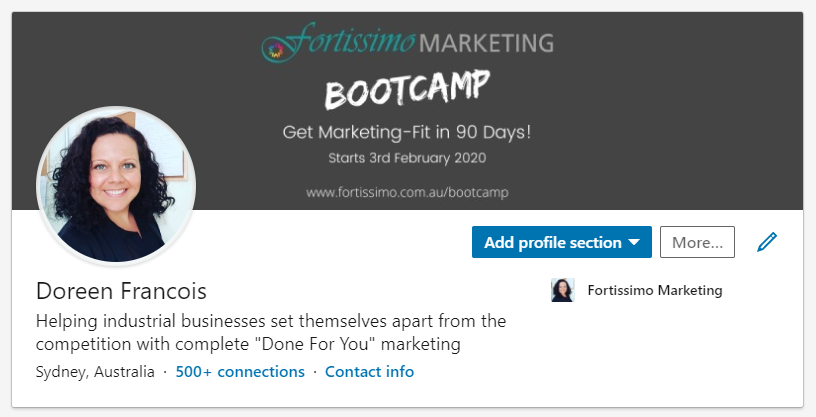 fortissimo MARKETING
BOOTCAMP
Get Marketing-Fit in 90 Days!
Starts 3rd February 2020
www.fortissimo.com.au/bootcamp
Add profile section
More...
Doreen Francois
Fortissimo Marketing
Helping industrial businesses set themselves apart from the
competition with complete "Done For You" marketing
Sydney, Australia · 500+ connections · Contact info